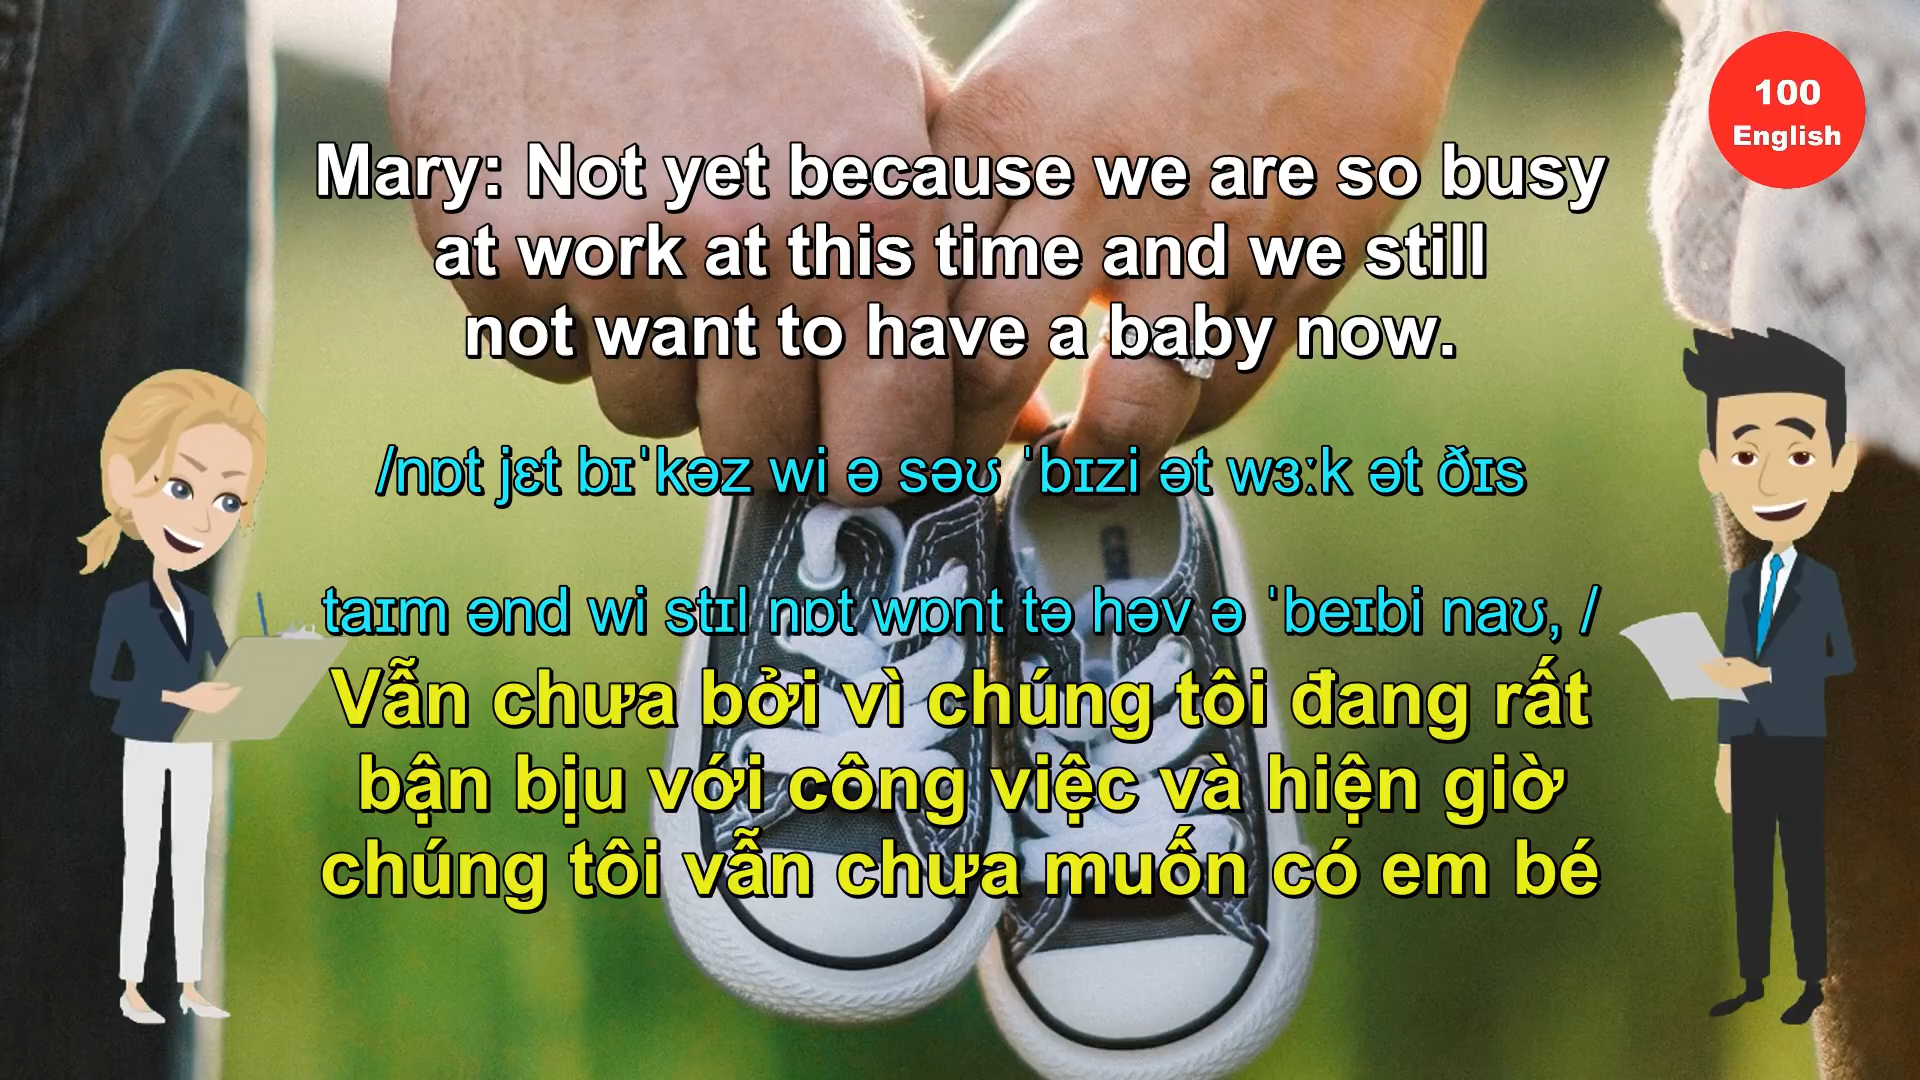 100
English
Mary: Not yet because we are so busy
at work at this time and we still
not want to have a baby now.
/nɒt jɛt bɪˈkəz wi ə səʊ ˈbɪzi ət wɜːk ət ðɪs
taɪm ənd wi stɪl nɒt wɒnt tə həv ə ˈbeɪbi naʊ, /
Vẫn chưa bởi vì chúng tôi đang rất
bận bịu với công việc và hiện giờ
chúng tôi vẫn chưa muốn có em bé